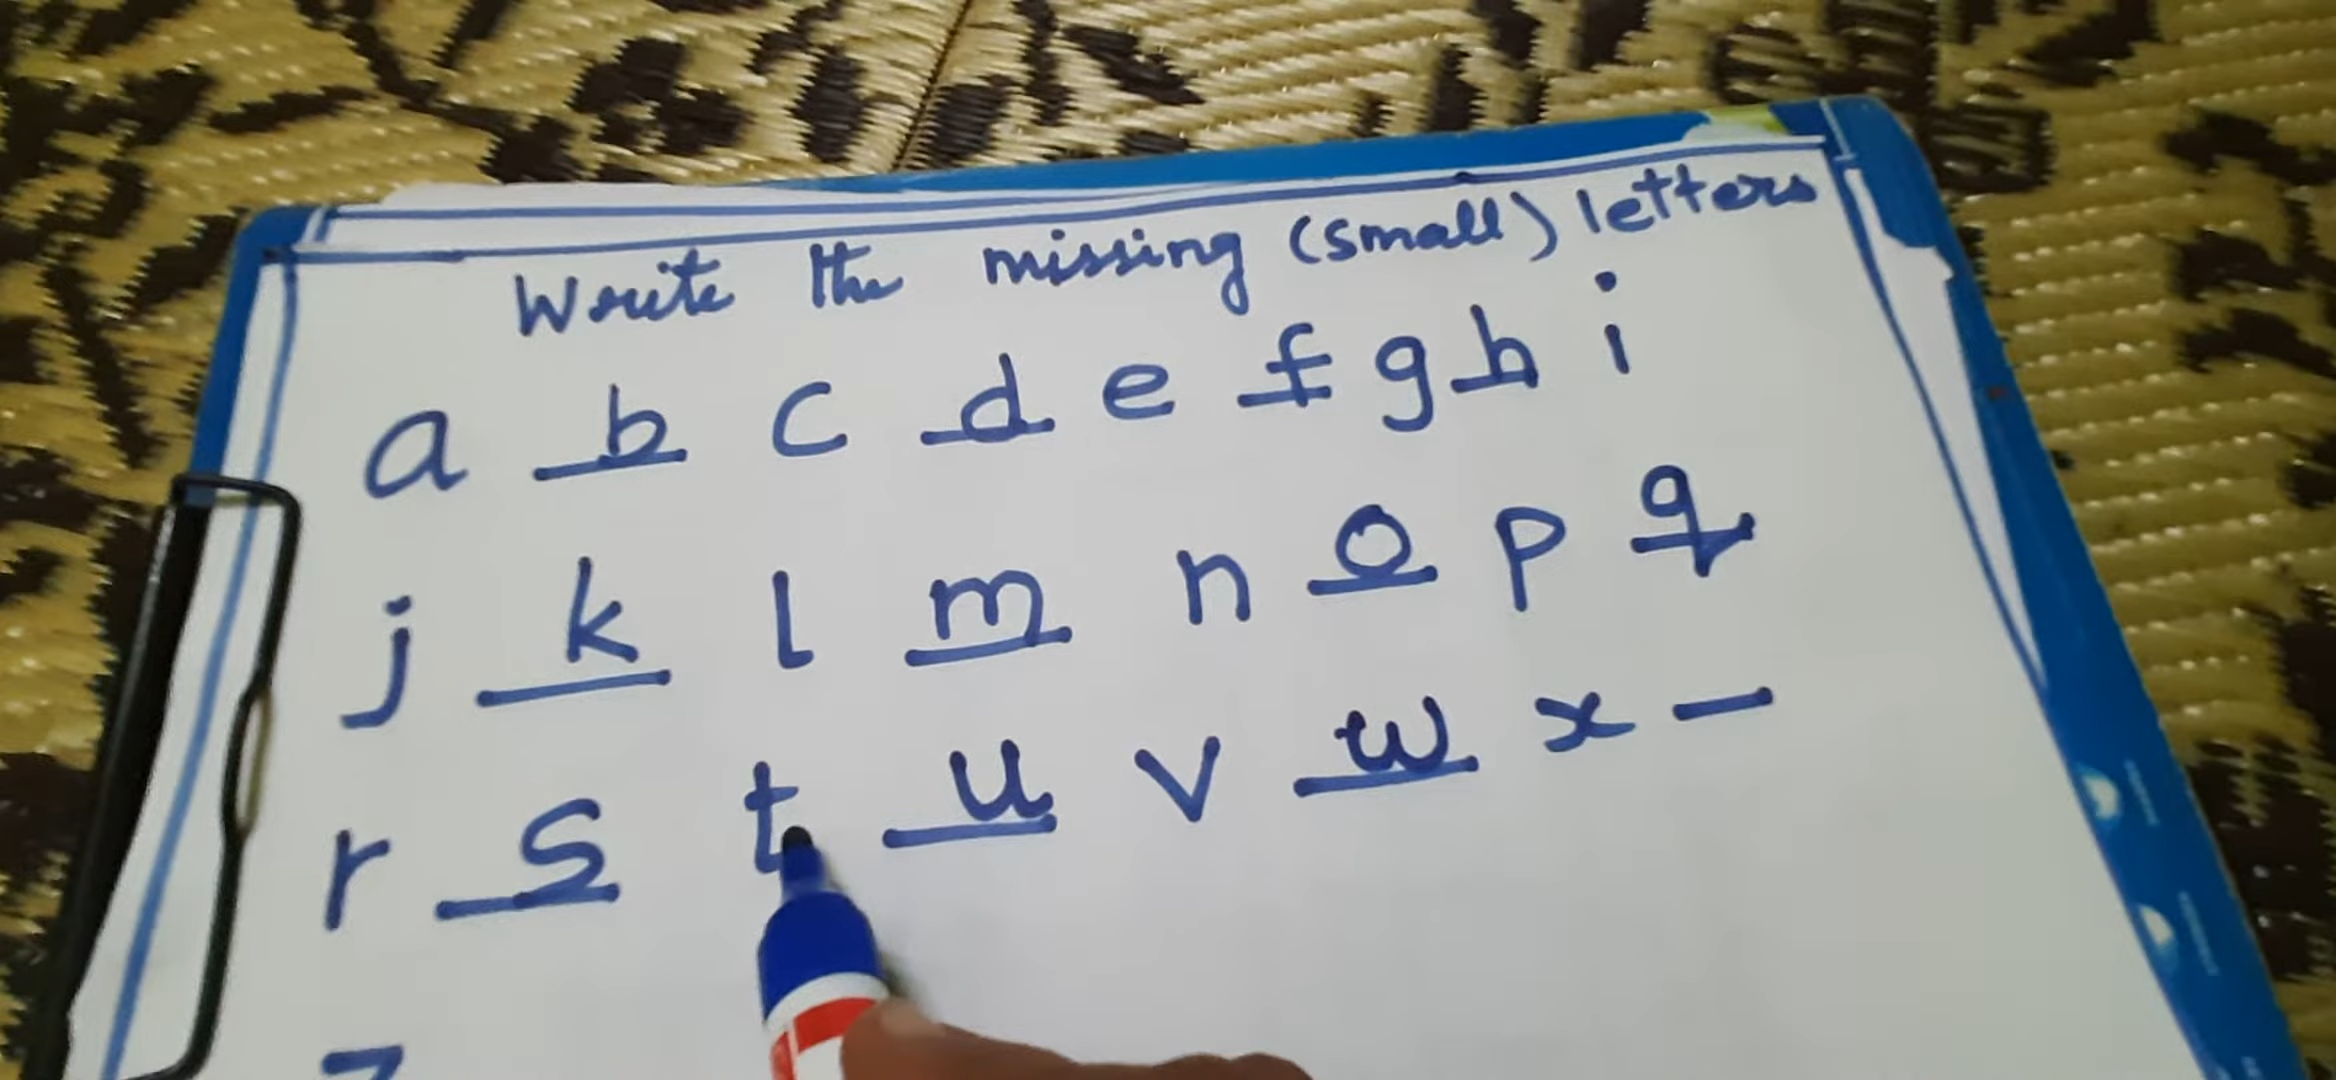 Write the missing (small) letters
a b c d e f g h i
j k l m n o p q
r s t u v w x _
z